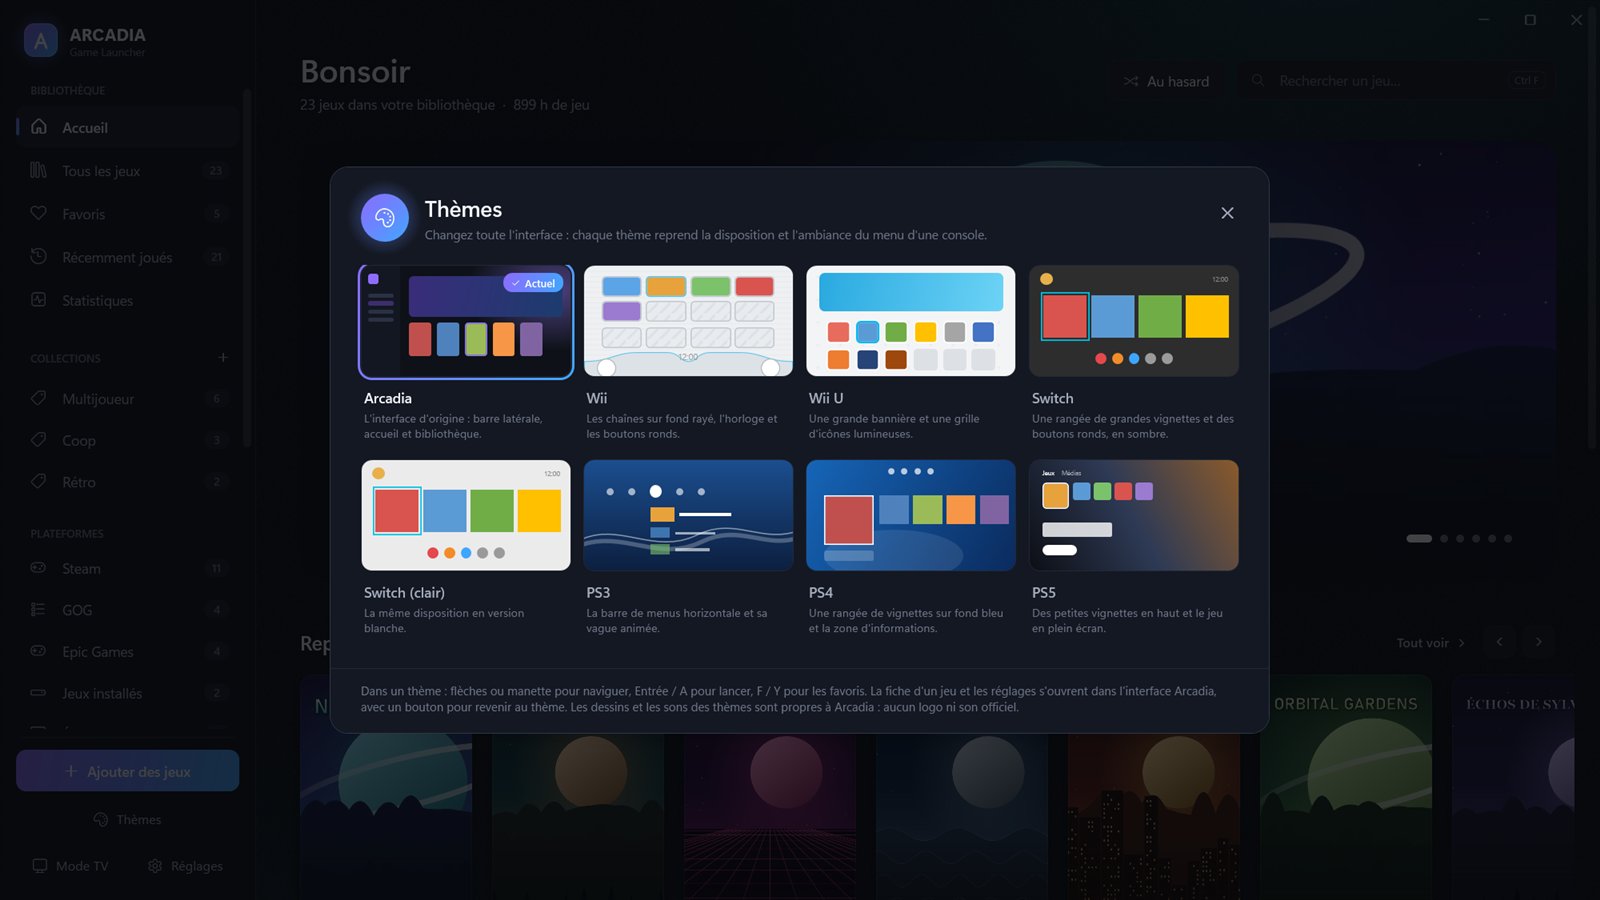 ARCADIA
Game Launcher
BIBLIOTHÈQUE
Accueil
Tous les jeux 23
Favoris 5
Récemment joués 21
Statistiques
COLLECTIONS +
Multijoueur 6
Coop 3
Rétro 2
PLATEFORMES
Steam 11
GOG 4
Epic Games 4
Jeux installés 2
+ Ajouter des jeux
Thèmes
Mode TV
Réglages
Bonsoir
23 jeux dans votre bibliothèque · 899 h de jeu
Au hasard
Rechercher un jeu...
Ctrl F
Thèmes
Changez toute l'interface : chaque thème reprend la disposition et l'ambiance du menu d'une console.
Actuel
Arcadia
L'interface d'origine : barre latérale,
accueil et bibliothèque.
12:00
Wii
Les chaînes sur fond rayé, l'horloge et
les boutons ronds.
Wii U
Une grande bannière et une grille
d'icônes lumineuses.
12:00
Switch
Une rangée de grandes vignettes et des
boutons ronds, en sombre.
12:00
Switch (clair)
La même disposition en version
blanche.
PS3
La barre de menus horizontale et sa
vague animée.
PS4
Une rangée de vignettes sur fond bleu
et la zone d'informations.
Jeux Médias
PS5
Des petites vignettes en haut et le jeu
en plein écran.
Dans un thème : flèches ou manette pour naviguer, Entrée / A pour lancer, F / Y pour les favoris. La fiche d'un jeu et les réglages s'ouvrent dans l'interface Arcadia,
avec un bouton pour revenir au thème. Les dessins et les sons des thèmes sont propres à Arcadia : aucun logo ni son officiel.
Tout voir
ORBITAL GARDENS
ÉCHOS DE